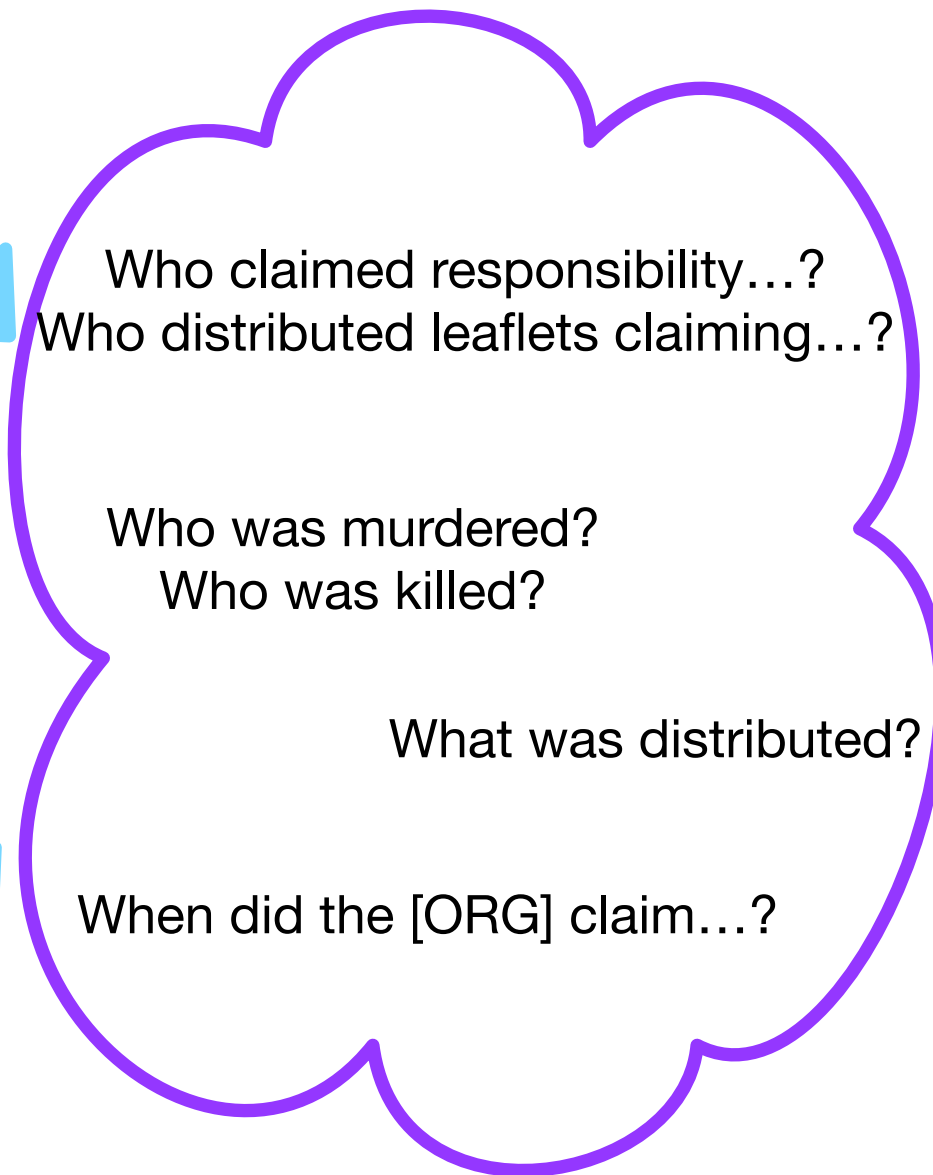 Who claimed responsibility…?
Who distributed leaflets claiming…?
Who was murdered?
Who was killed?
What was distributed?
When did the [ORG] claim…?